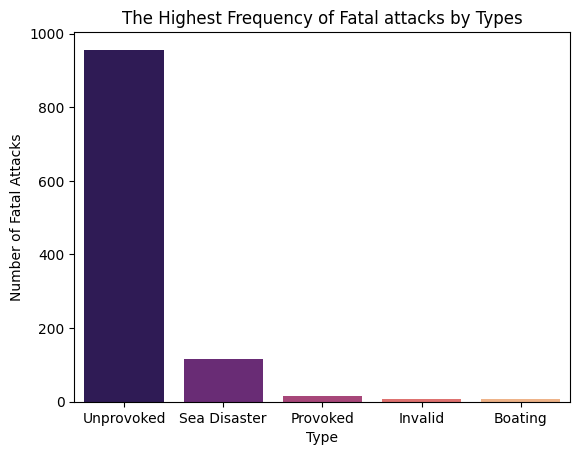 The Highest Frequency of Fatal attacks by Types
Number of Fatal Attacks
1000
800
600
400
200
0
Unprovoked Sea Disaster Provoked Invalid Boating
Type